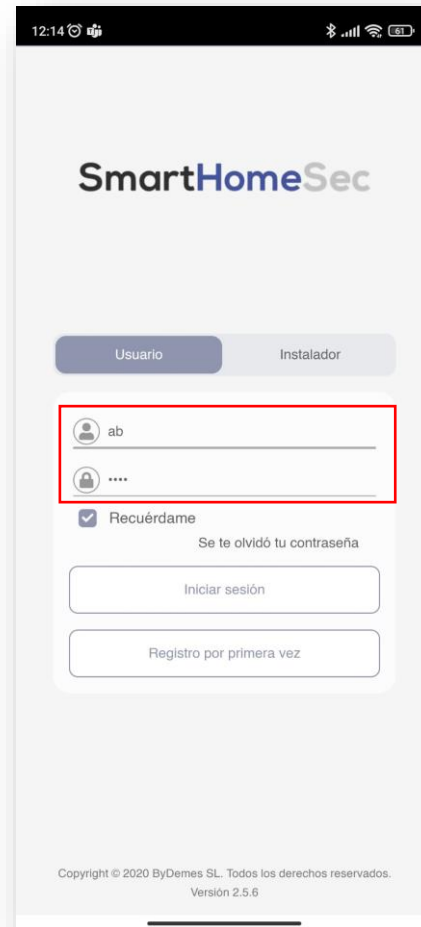 12:14
61
SmartHomeSec
Usuario Instalador
ab
····
Recuérdame
Se te olvidó tu contraseña
Iniciar sesión
Registro por primera vez
Copyright © 2020 ByDemes SL. Todos los derechos reservados.
Versión 2.5.6